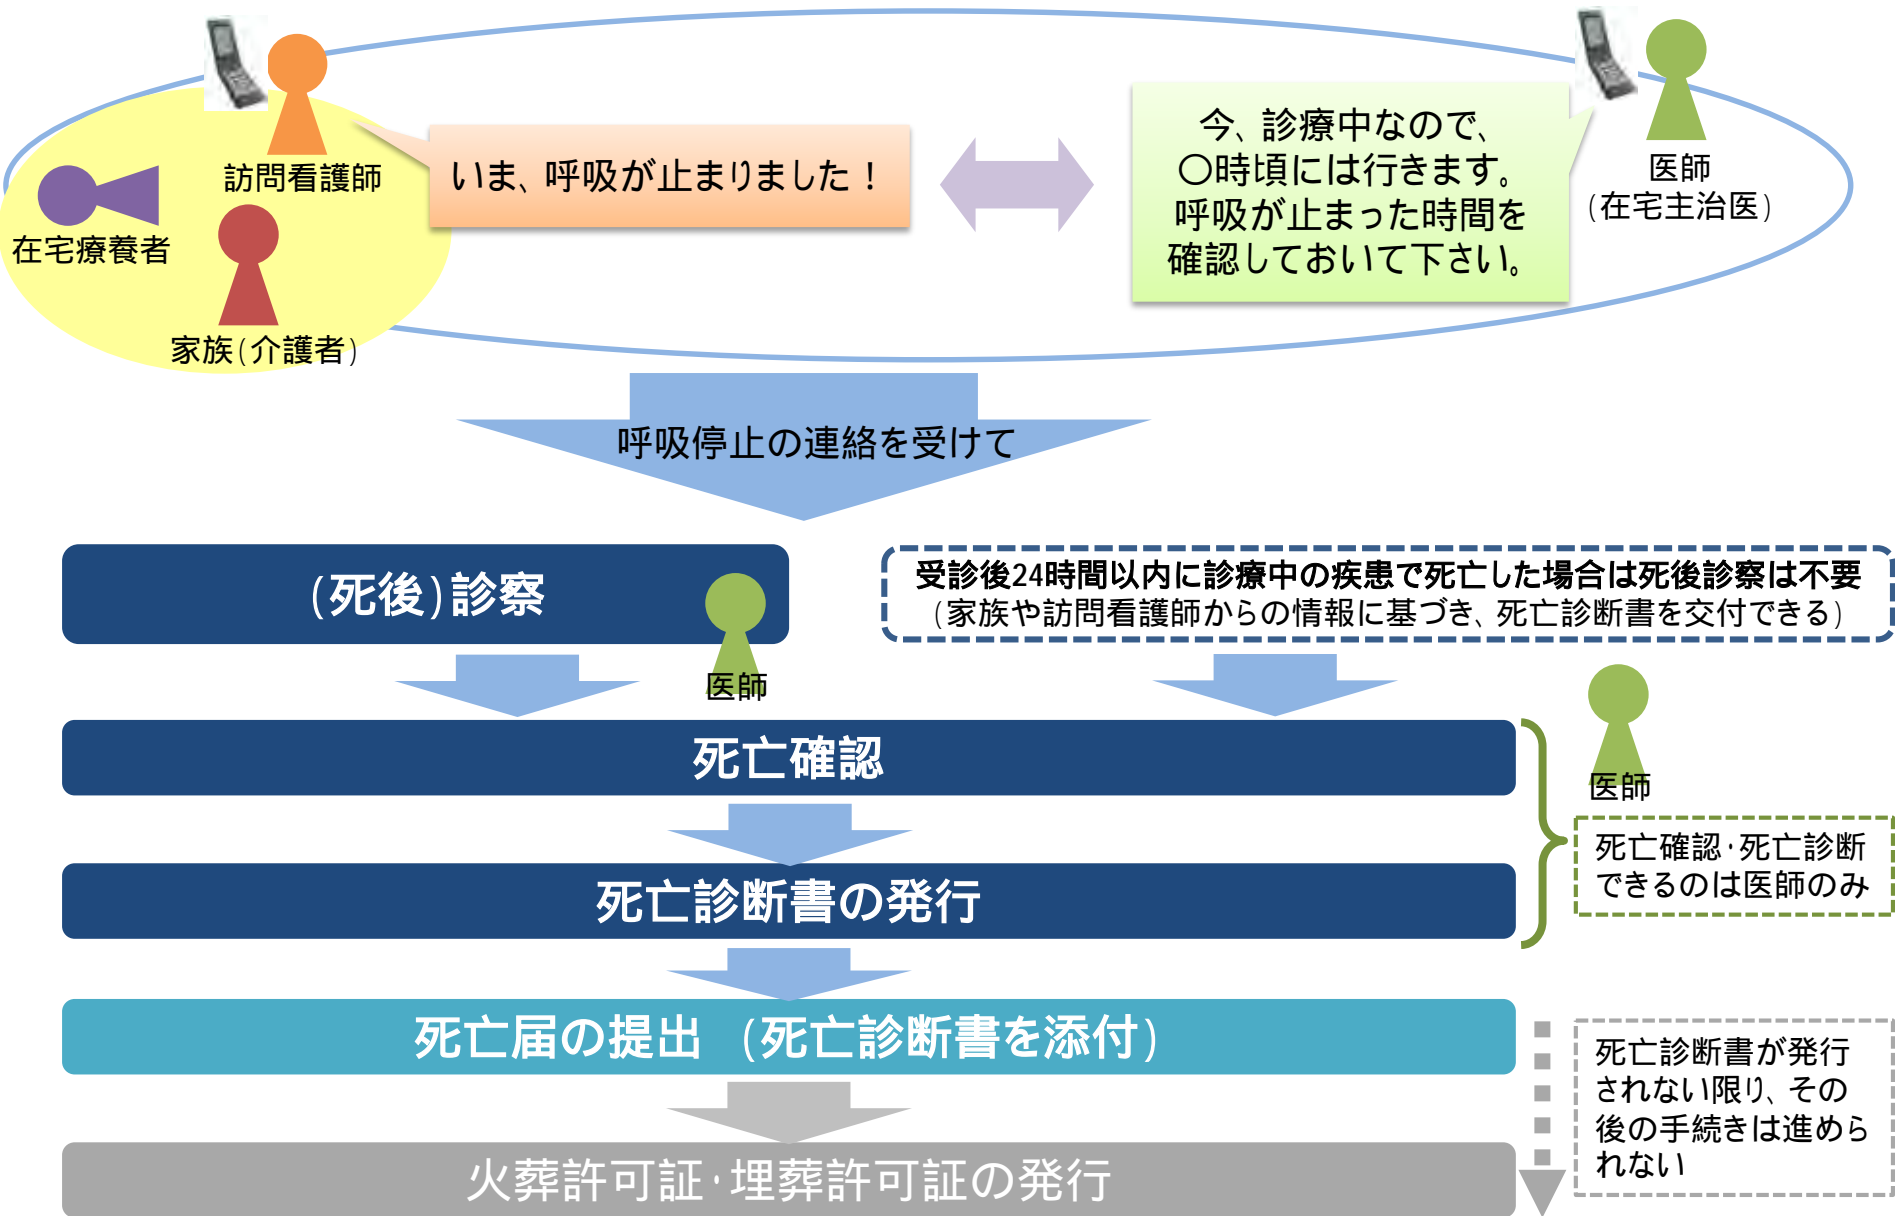 訪問看護師
在宅療養者
家族(介護者)
いま、呼吸が止まりました！
今、診療中なので、
〇時頃には行きます。
呼吸が止まった時間を
確認しておいて下さい。
医師
(在宅主治医)
呼吸停止の連絡を受けて
(死後)診察
医師
受診後24時間以内に診療中の疾患で死亡した場合は死後診察は不要
(家族や訪問看護師からの情報に基づき、死亡診断書を交付できる)
死亡確認
医師
死亡確認・死亡診断
できるのは医師のみ
死亡診断書の発行
死亡届の提出 (死亡診断書を添付)
死亡診断書が発行
されない限り、その
後の手続きは進めら
れない
火葬許可証・埋葬許可証の発行